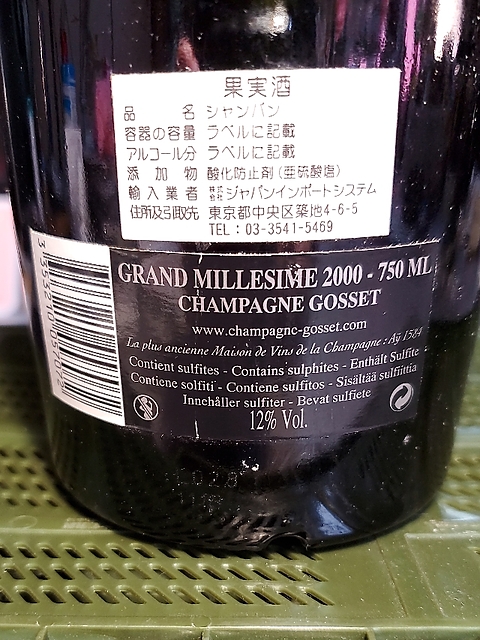 果実酒
品 名 シャンパン
容器の容量 ラベルに記載
アルコール分 ラベルに記載
添加物 酸化防止剤(亜硫酸塩)
輸入業者 株式会社ジャパンインポートシステム
住所及引取先 東京都中央区築地4-6-5
TEL:03-3541-5469
GRAND MILLESIME 2000 - 750 ML
CHAMPAGNE GOSSET
www.champagne-gosset.com
La plus ancienne Maison de Vins de la Champagne : Aÿ 1584
Contient sulfites - Contains sulphites - Enthält Sulfite
Contiene solfiti - Contiene sulfitos - Sisältää sulfiittia
Innehåller sulfiter - Bevat sulfiete
12% Vol.